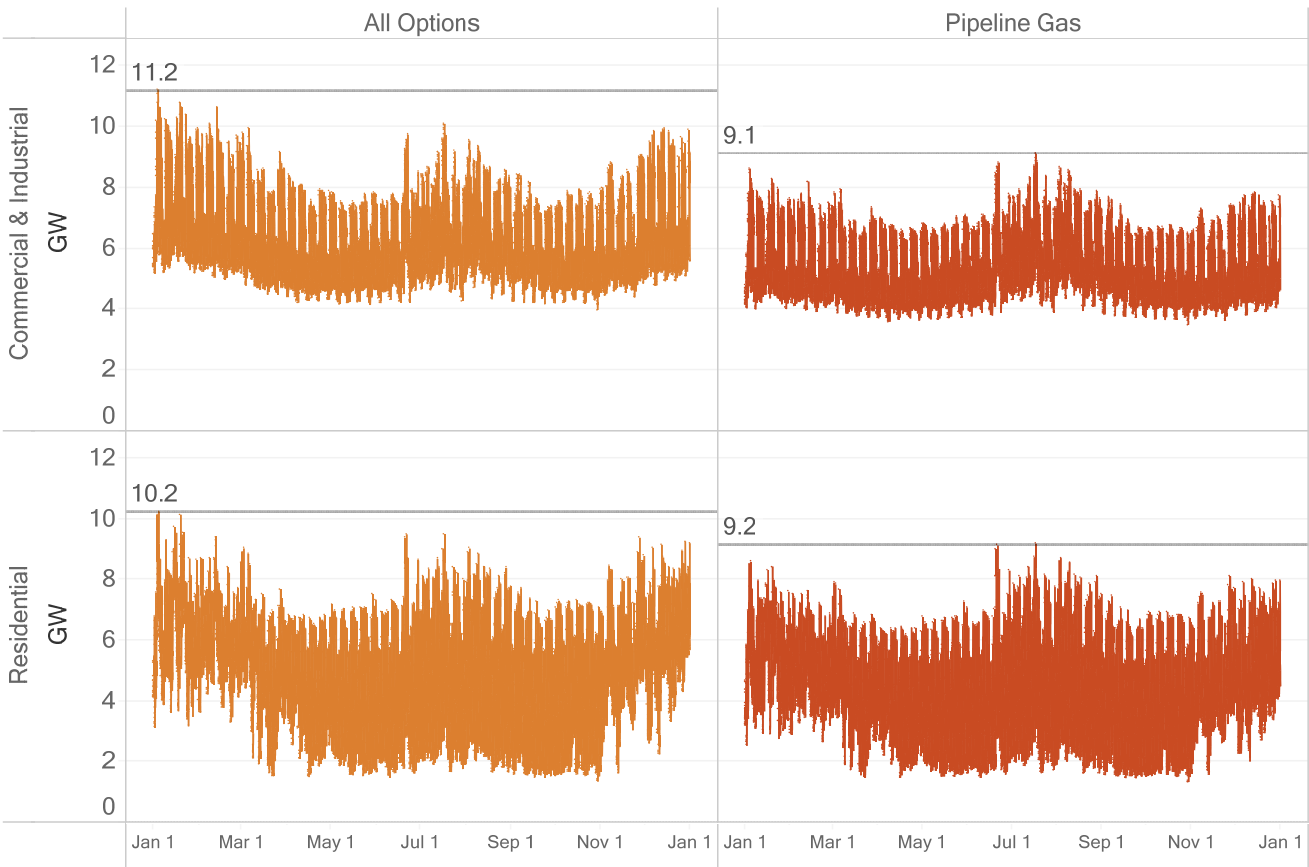 All Options
Pipeline Gas
Commercial & Industrial
GW
12
10
8
6
4
2
0
11.2
9.1
Residential
GW
12
10
8
6
4
2
0
10.2
9.2
Jan 1 Mar 1 May 1 Jul 1 Sep 1 Nov 1 Jan 1
Jan 1 Mar 1 May 1 Jul 1 Sep 1 Nov 1 Jan 1